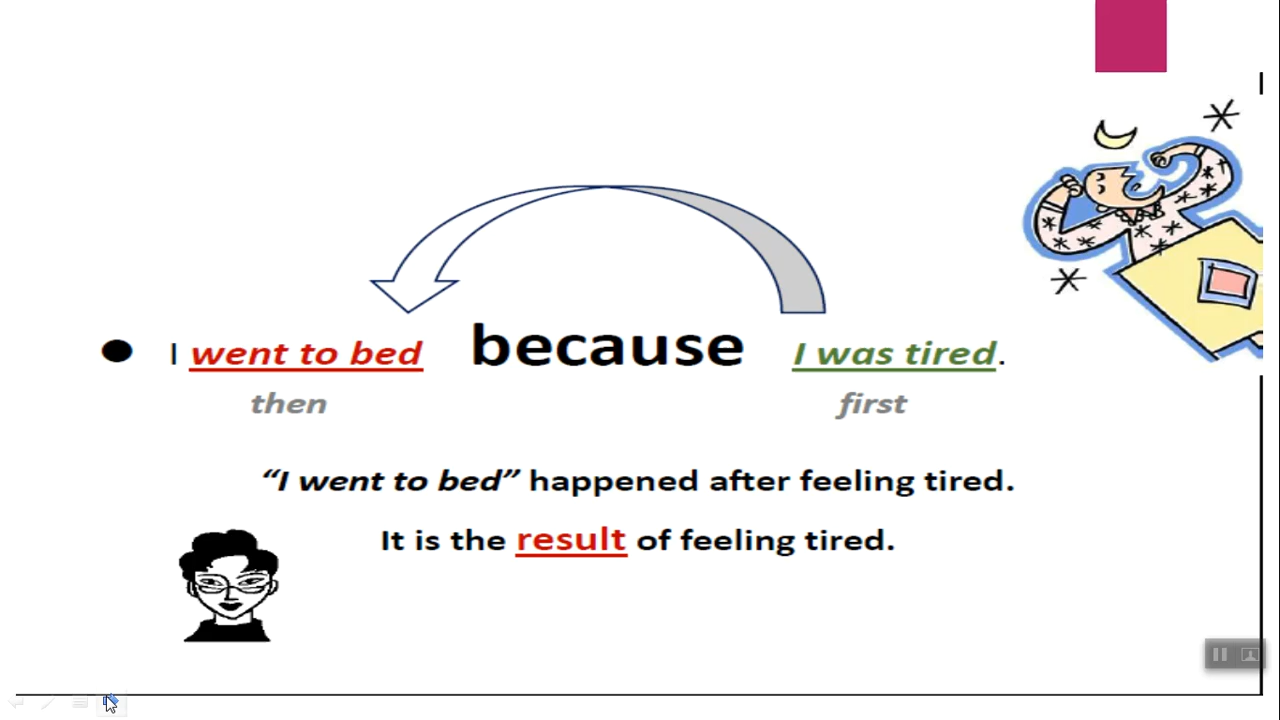 ● I went to bed because I was tired.
then first
“I went to bed” happened after feeling tired.
It is the result of feeling tired.